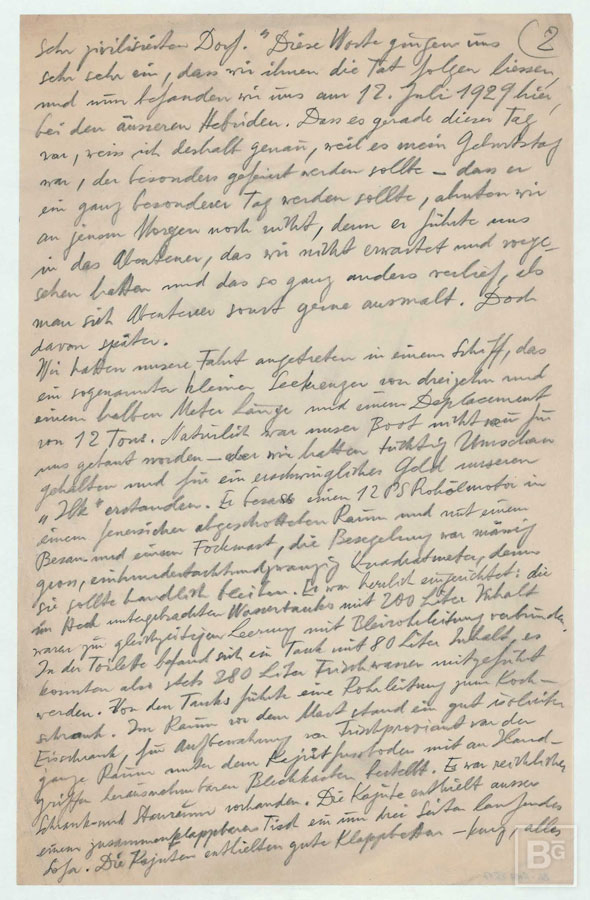 (2
sehr zivilisierten Dorf." Diese Worte gingen uns
sehr sehr ein, dass wir ihnen die Tat folgen liessen,
und nun befanden wir uns am 12. Juli 1929 hier,
bei den äusseren Hebriden. Dass es gerade dieser Tag
war, weiss ich deshalb genau, weil es mein Geburtstag
war, der besonders gefeiert werden sollte – dass er
ein ganz besonderer Tag werden sollte, ahnten wir
an jenem Morgen noch nicht, denn er führte uns
in das Abenteuer, das wir nicht erwartet und vorge-
sehen hatten und das so ganz anders verlief, als
man sich Abenteuer sonst gerne ausmalt. Doch
davon später.
Wir hatten unsere Fahrt angetreten in einem Schiff, das
ein sogenannter kleiner Seekreuzer von dreizehn und
einem halben Meter Länge und einem Deplacement
von 12 Tons. Natürlich war unser Boot nicht neu für
uns gebaut worden – aber wir hatten tüchtig Umschau
gehalten und für ein erschwingliches Geld unseren
"Ilk" erstanden. Er besass einen 12 PS Rohölmotor in
einem feuersicher abgeschotteten Raum und mit einem
Besan und einem Fockmast, die Besegelung war mässig
gross, einhundertachtundzwanzig Quadratmeter, denn
sie sollte handlich bleiben. Er war herrlich eingerichtet: die
im Heck untergebrachten Wassertanks mit 200 Liter Inhalt
waren zur gleichzeitigen Leerung mit Bleirohrleitung verbunden.
In der Toilette befand sich ein Tank mit 80 Liter Inhalt, es
konnten also stets 280 Liter Frischwasser mitgeführt
werden. Von den Tanks führte eine Rohrleitung zum Koch-
schrank. Im Raum vor dem Mast stand ein gut isolierter
Eisschrank, für Aufbewahrung von Frischproviant war der
ganze Raum unter dem Kajütfussboden mit an Hand-
griffen herausnehmbaren Blechkasten bestellt. Es war reichlicher
Schrank- und Stauraum vorhanden. Die Kajüte enthielt ausser
einem zusammenklappbaren Tisch ein um drei Seiten laufendes
Sofa. Die Kajüten enthielten gute Klappbetten – kurz, alles
BG